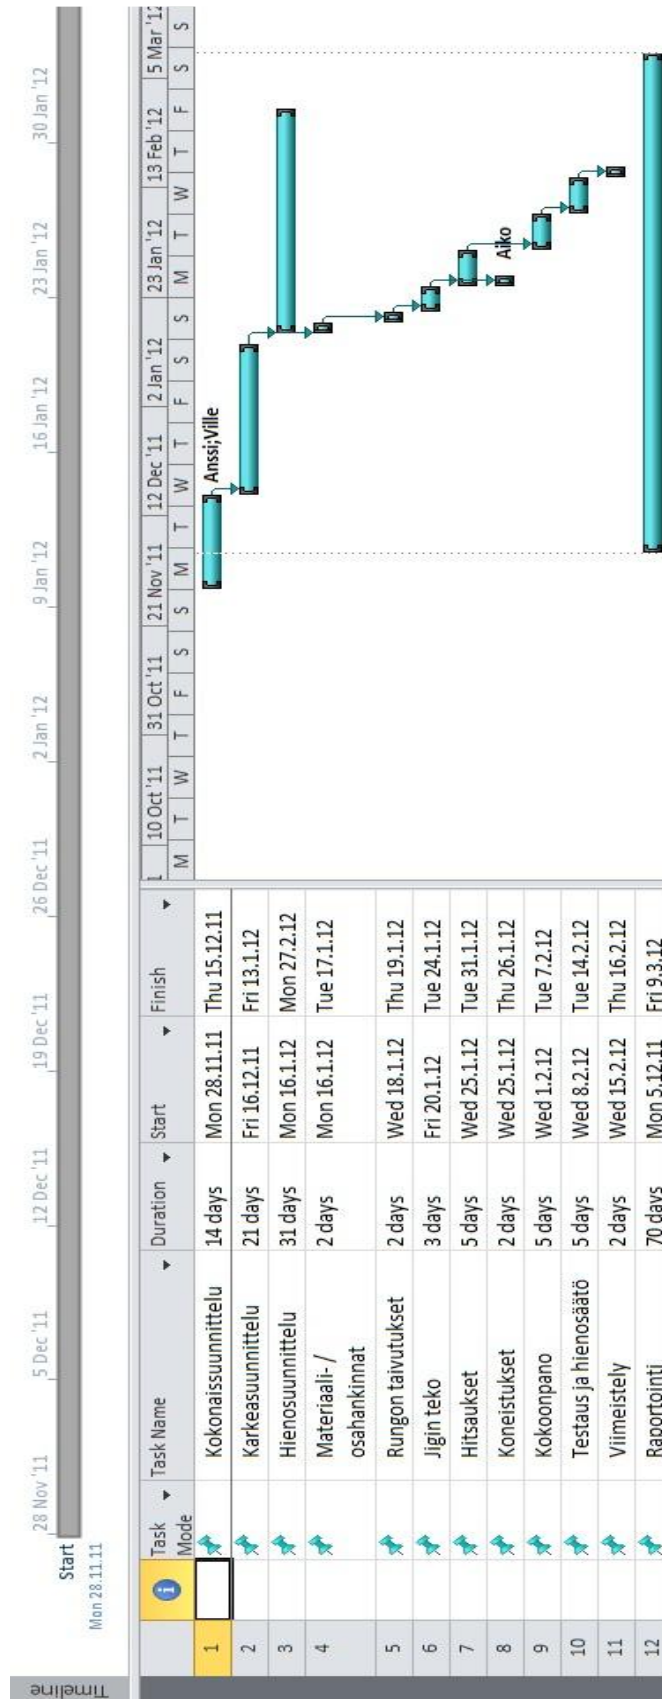 Timeline
28 Nov '11 5 Dec '11 12 Dec '11 19 Dec '11 26 Dec '11 2 Jan '12 9 Jan '12 16 Jan '12 23 Jan '12 30 Jan '12
Start
Mon 28.11.11
Task Mode Task Name Duration Start Finish
1 10 Oct '11 31 Oct '11 21 Nov '11 12 Dec '11 2 Jan '12 23 Jan '12 13 Feb '12 5 Mar '12
M T W T F S S M T W T F S S M T W T F S S
1 Kokonaissuunnittelu 14 days Mon 28.11.11 Thu 15.12.11 Anssi;Ville
2 Karkeasuunnittelu 21 days Fri 16.12.11 Fri 13.1.12
3 Hienosuunnittelu 31 days Mon 16.1.12 Mon 27.2.12
4 Materiaali- / 2 days Mon 16.1.12 Tue 17.1.12
osahankinnat
5 Rungon taivutukset 2 days Wed 18.1.12 Thu 19.1.12
6 Jigin teko 3 days Fri 20.1.12 Tue 24.1.12
7 Hitsaukset 5 days Wed 25.1.12 Tue 31.1.12
8 Koneistukset 2 days Wed 25.1.12 Thu 26.1.12 Aiko
9 Kokoonpano 5 days Wed 1.2.12 Tue 7.2.12
10 Testaus ja hienosäätö 5 days Wed 8.2.12 Tue 14.2.12
11 Viimeistely 2 days Wed 15.2.12 Thu 16.2.12
12 Raportointi 70 days Mon 5.12.11 Fri 9.3.12